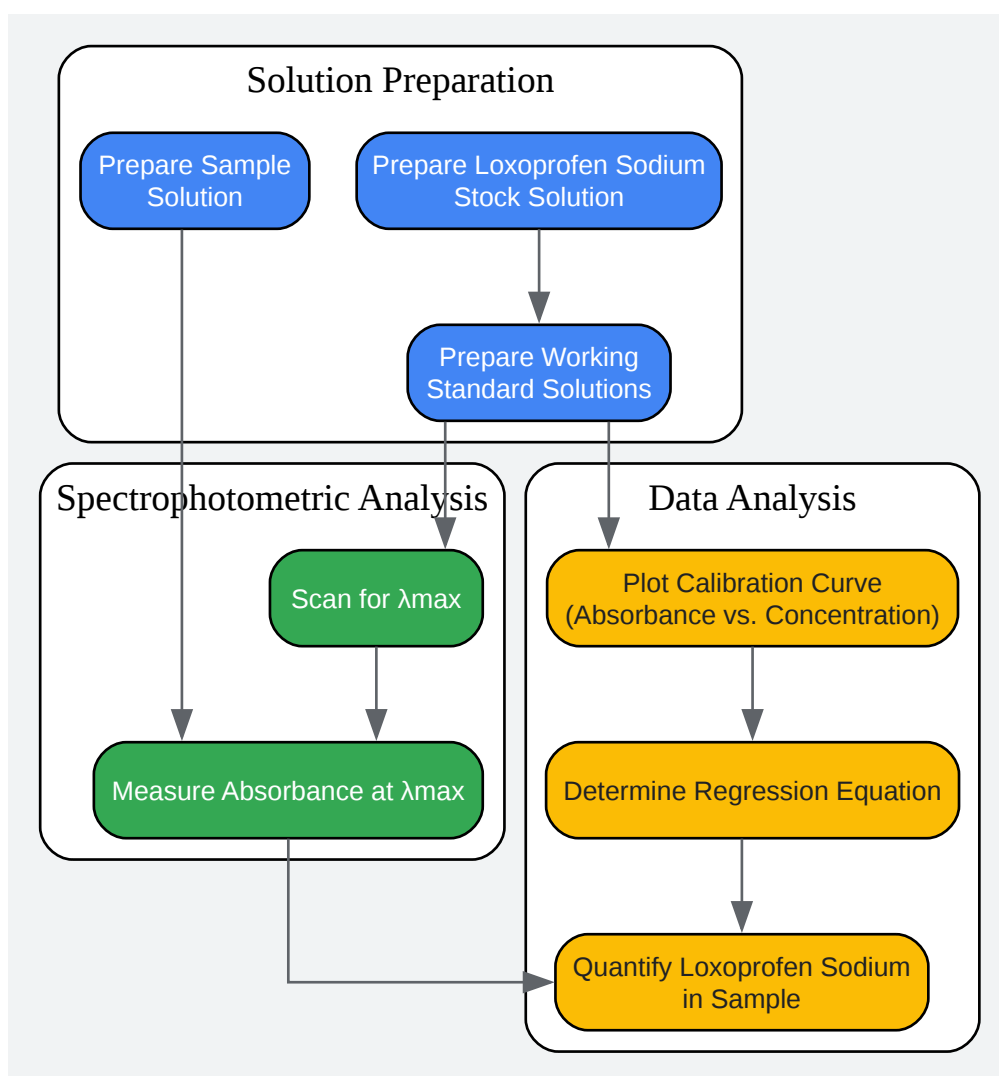 Solution Preparation
Prepare Sample
Solution
Prepare Loxoprofen Sodium
Stock Solution
Prepare Working
Standard Solutions
Spectrophotometric Analysis
Scan for λmax
Measure Absorbance at λmax
Data Analysis
Plot Calibration Curve
(Absorbance vs. Concentration)
Determine Regression Equation
Quantify Loxoprofen Sodium
in Sample